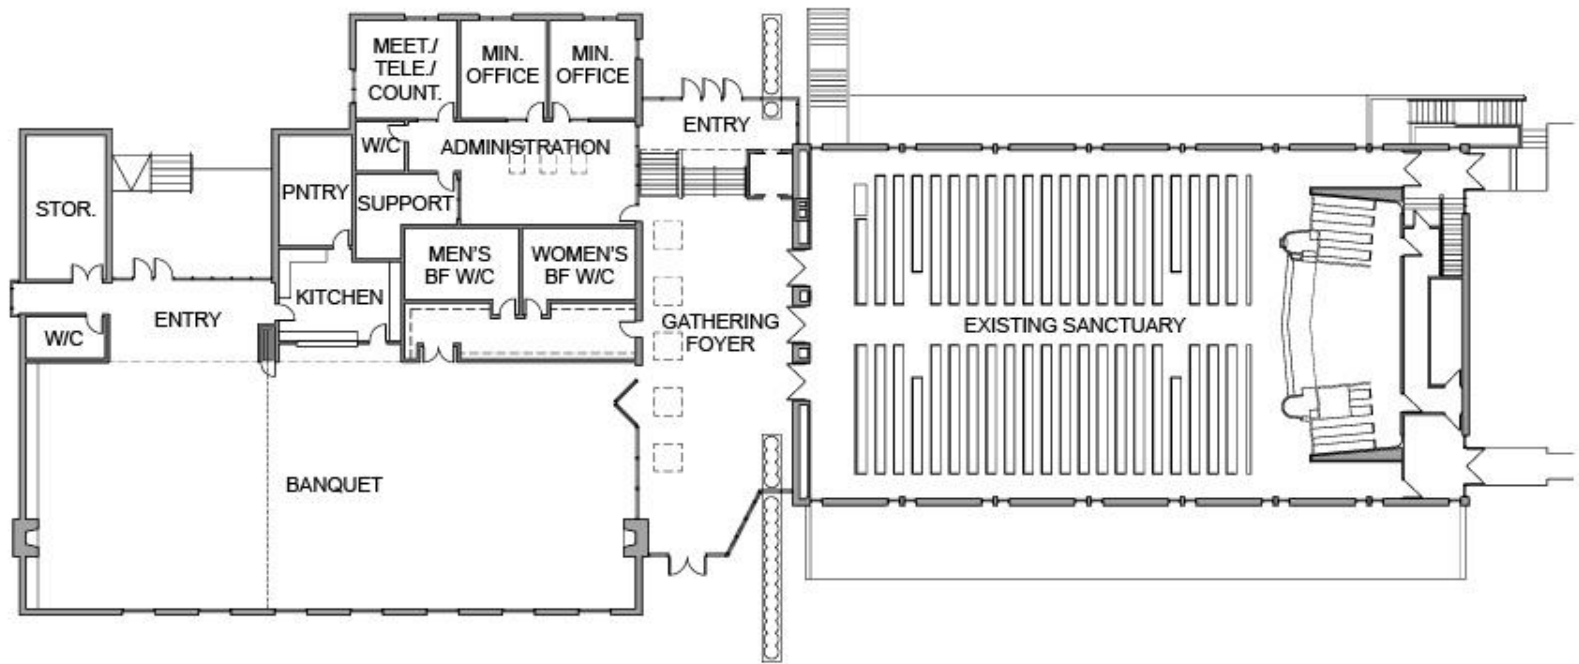 MEET./
TELE./
COUNT.
MIN.
OFFICE
MIN.
OFFICE
ENTRY
W/C
ADMINISTRATION
STOR.
PNTRY
SUPPORT
MEN'S
BF W/C
WOMEN'S
BF W/C
KITCHEN
ENTRY
W/C
GATHERING
FOYER
EXISTING SANCTUARY
BANQUET